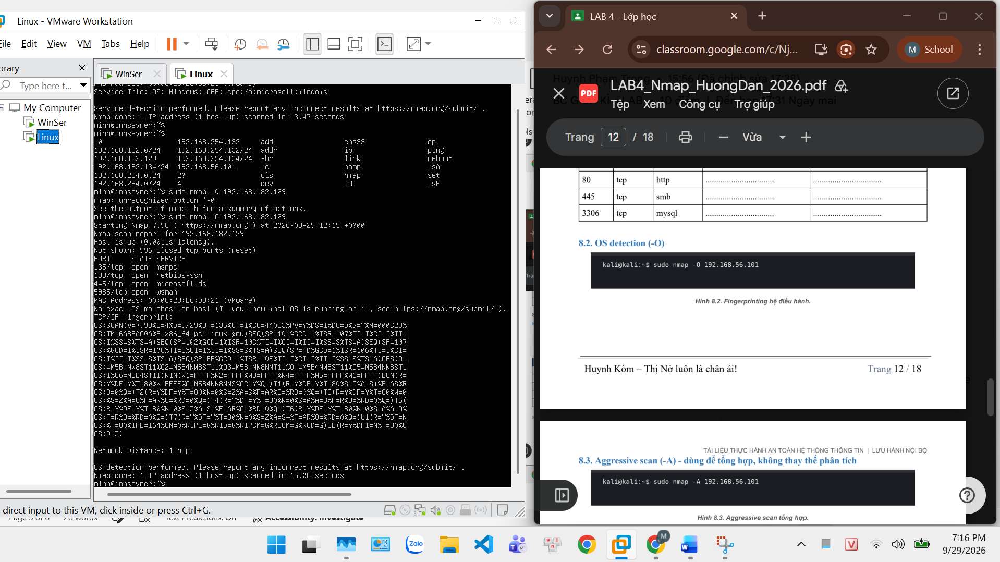 Linux - VMware Workstation
File Edit View VM Tabs Help
Library
Type here t...
My Computer
WinSer
Linux
WinSer
Linux
MAC Address: 00:0C:29:B6:D8:21 (VMware)
Service Info: OS: Windows; CPE: cpe:/o:microsoft:windows
Service detection performed. Please report any incorrect results at https://nmap.org/submit/ .
Nmap done: 1 IP address (1 host up) scanned in 13.47 seconds
minh@inhsevrer:~$
minh@inhsevrer:~$
-0 192.168.254.132 add ens33 op
192.168.182.0/24 192.168.254.132/24 addr ip ping
192.168.182.129 192.168.254.134/24 -br link reboot
192.168.182.134/24 192.168.56.101 -c namp -sA
192.168.254.0.24 20 cls nmap set
192.168.254.0/24 4 dev -O -sF
minh@inhsevrer:~$ sudo nmap -0 192.168.182.129
nmap: unrecognized option '-0'
See the output of nmap -h for a summary of options.
minh@inhsevrer:~$ sudo nmap -O 192.168.182.129
Starting Nmap 7.98 ( https://nmap.org ) at 2026-09-29 12:15 +0000
Nmap scan report for 192.168.182.129
Host is up (0.0011s latency).
Not shown: 996 closed tcp ports (reset)
PORT STATE SERVICE
135/tcp open msrpc
139/tcp open netbios-ssn
445/tcp open microsoft-ds
5985/tcp open wsman
MAC Address: 00:0C:29:B6:D8:21 (VMware)
No exact OS matches for host (If you know what OS is running on it, see https://nmap.org/submit/ ).
TCP/IP fingerprint:
OS:SCAN(V=7.98%E=4%D=9/29%OT=135%CT=1%CU=44023%PV=Y%DS=1%DC=D%G=Y%M=000C29%
OS:TM=6ABBAC0A%P=x86_64-pc-linux-gnu)SEQ(SP=101%GCD=1%ISR=107%TI=I%CI=I%II=
OS:I%SS=S%TS=A)SEQ(SP=102%GCD=1%ISR=10C%TI=I%CI=I%II=I%SS=S%TS=A)SEQ(SP=107
OS:%GCD=1%ISR=108%TI=I%CI=I%II=I%SS=S%TS=A)SEQ(SP=FD%GCD=1%ISR=106%TI=I%CI=
OS:I%II=I%SS=S%TS=A)SEQ(SP=FE%GCD=1%ISR=10F%TI=I%CI=I%II=I%SS=S%TS=A)OPS(O1
OS:=M5B4NW8ST11%O2=M5B4NW8ST11%O3=M5B4NW8NNT11%O4=M5B4NW8ST11%O5=M5B4NW8ST1
OS:1%O6=M5B4ST11)WIN(W1=FFFF%W2=FFFF%W3=FFFF%W4=FFFF%W5=FFFF%W6=FFFF)ECN(R=
OS:Y%DF=Y%T=80%W=FFFF%O=M5B4NW8NNS%CC=Y%Q=)T1(R=Y%DF=Y%T=80%S=O%A=S+%F=AS%R
OS:D=0%Q=)T2(R=Y%DF=Y%T=80%W=0%S=Z%A=S%F=AR%O=%RD=0%Q=)T3(R=Y%DF=Y%T=80%W=0
OS:%S=Z%A=O%F=AR%O=%RD=0%Q=)T4(R=Y%DF=Y%T=80%W=0%S=A%A=O%F=R%O=%RD=0%Q=)T5(
OS:R=Y%DF=Y%T=80%W=0%S=Z%A=S+%F=AR%O=%RD=0%Q=)T6(R=Y%DF=Y%T=80%W=0%S=A%A=O%
OS:F=R%O=%RD=0%Q=)T7(R=Y%DF=Y%T=80%W=0%S=Z%A=S+%F=AR%O=%RD=0%Q=)U1(R=Y%DF=N
OS:%T=80%IPL=164%UN=0%RIPL=G%RID=G%RIPCK=G%RUCK=G%RUD=G)IE(R=Y%DFI=N%T=80%C
OS:D=Z)
Network Distance: 1 hop
OS detection performed. Please report any incorrect results at https://nmap.org/submit/ .
Nmap done: 1 IP address (1 host up) scanned in 15.08 seconds
minh@inhsevrer:~$
direct input to this VM, click inside or press Ctrl+G.
LAB 4 - Lớp học
classroom.google.com/c/Nj...
M School
Huynh Phạm Trong • 15:56 (Đã chỉnh sửa 17:38)
PDF
LAB4_Nmap_HuongDan_2026.pdf
Tệp Xem Công cụ Trợ giúp
Trang 12 / 18 Vừa
80 tcp http .............................. ..............................
445 tcp smb .............................. ..............................
3306 tcp mysql .............................. ..............................
8.2. OS detection (-O)
kali@kali:~$ sudo nmap -O 192.168.56.101
Hình 8.2. Fingerprinting hệ điều hành.
Huynh Kòm – Thị Nở luôn là chân ái! Trang 12 / 18
TÀI LIỆU THỰC HÀNH AN TOÀN HỆ THỐNG THÔNG TIN | LƯU HÀNH NỘI BỘ
8.3. Aggressive scan (-A) - dùng để tổng hợp, không thay thế phân tích
kali@kali:~$ sudo nmap -A 192.168.56.101
Hình 8.3. Aggressive scan tổng hợp.
Zalo
7:16 PM
9/29/2026